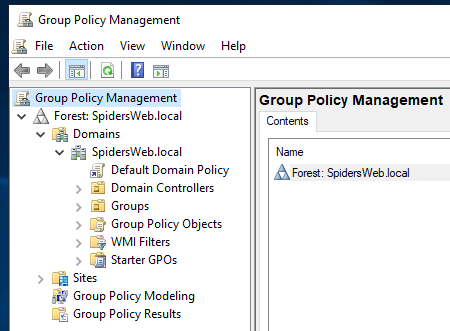 Group Policy Management
File Action View Window Help
Group Policy Management
Forest: SpidersWeb.local
Domains
SpidersWeb.local
Default Domain Policy
Domain Controllers
Groups
Group Policy Objects
WMI Filters
Starter GPOs
Sites
Group Policy Modeling
Group Policy Results
Group Policy Management
Contents
Name
Forest: SpidersWeb.local